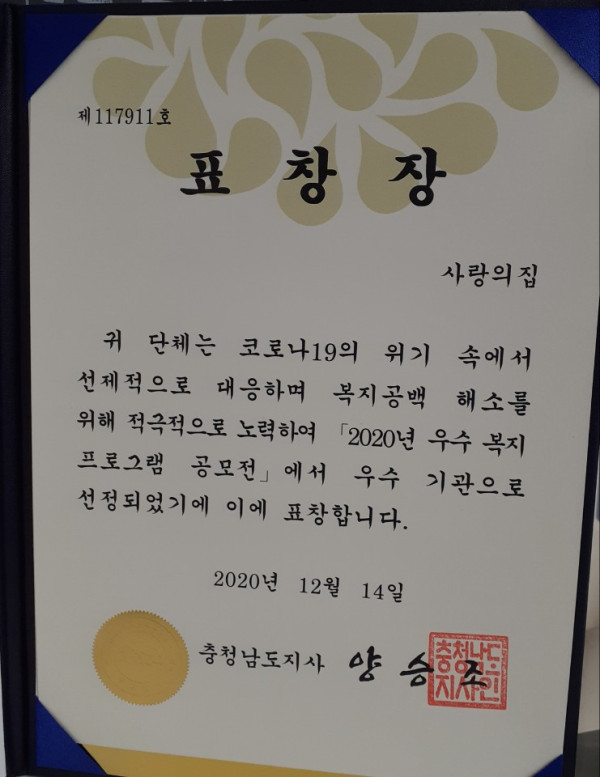 제117911호
표 창 장
사랑의집
귀 단체는 코로나19의 위기 속에서
선제적으로 대응하며 복지공백 해소를
위해 적극적으로 노력하여 「2020년 우수 복지
프로그램 공모전」에서 우수 기관으로
선정되었기에 이에 표창합니다.
2020년 12월 14일
충청남도지사 양승조
충청남도
지사인